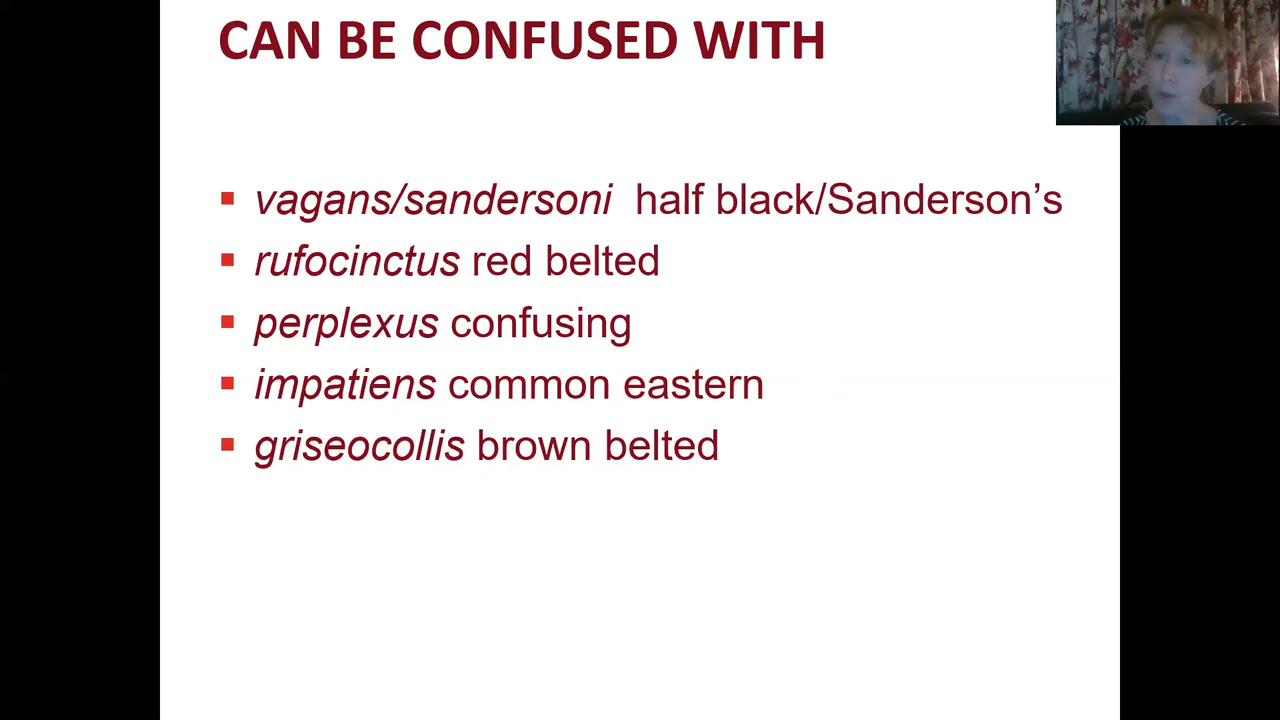 CAN BE CONFUSED WITH
▪ vagans/sandersoni half black/Sanderson’s
▪ rufocinctus red belted
▪ perplexus confusing
▪ impatiens common eastern
▪ griseocollis brown belted